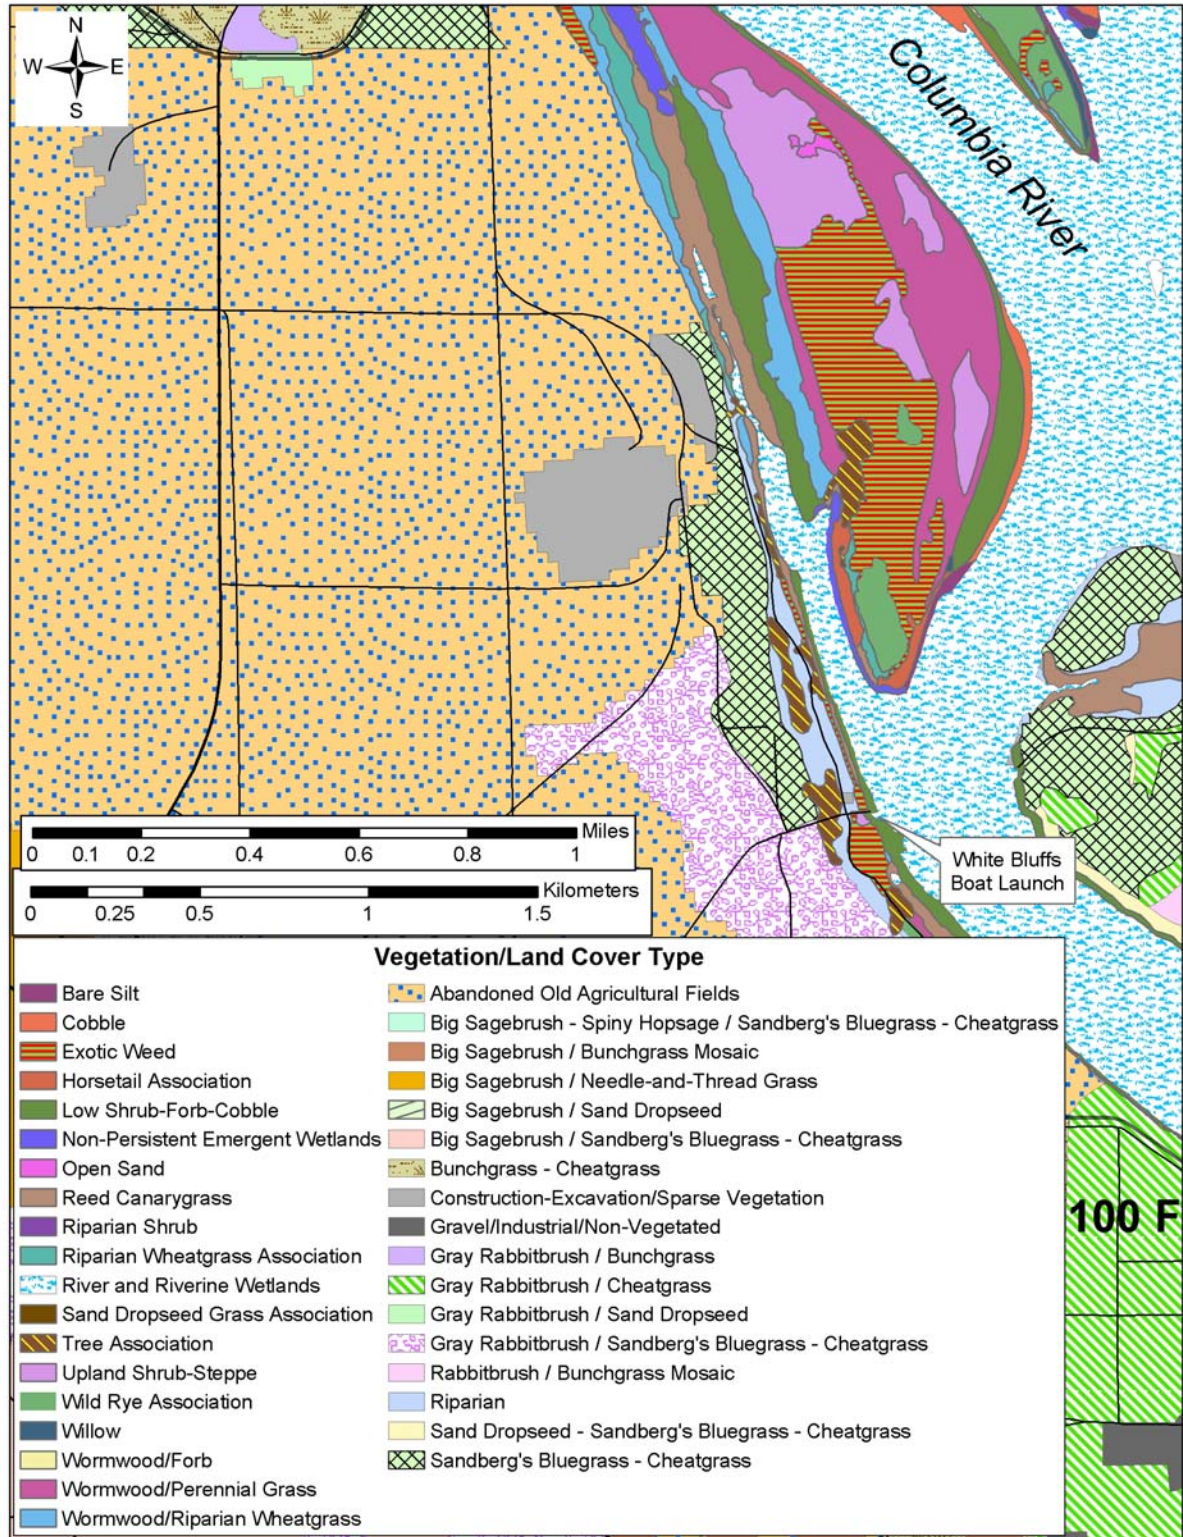 N
W E
S
Columbia River
Miles
0 0.1 0.2 0.4 0.6 0.8 1
Kilometers
0 0.25 0.5 1 1.5
White Bluffs
Boat Launch
100 F
Vegetation/Land Cover Type
Bare Silt
Cobble
Exotic Weed
Horsetail Association
Low Shrub-Forb-Cobble
Non-Persistent Emergent Wetlands
Open Sand
Reed Canarygrass
Riparian Shrub
Riparian Wheatgrass Association
River and Riverine Wetlands
Sand Dropseed Grass Association
Tree Association
Upland Shrub-Steppe
Wild Rye Association
Willow
Wormwood/Forb
Wormwood/Perennial Grass
Wormwood/Riparian Wheatgrass
Abandoned Old Agricultural Fields
Big Sagebrush - Spiny Hopsage / Sandberg's Bluegrass - Cheatgrass
Big Sagebrush / Bunchgrass Mosaic
Big Sagebrush / Needle-and-Thread Grass
Big Sagebrush / Sand Dropseed
Big Sagebrush / Sandberg's Bluegrass - Cheatgrass
Bunchgrass - Cheatgrass
Construction-Excavation/Sparse Vegetation
Gravel/Industrial/Non-Vegetated
Gray Rabbitbrush / Bunchgrass
Gray Rabbitbrush / Cheatgrass
Gray Rabbitbrush / Sand Dropseed
Gray Rabbitbrush / Sandberg's Bluegrass - Cheatgrass
Rabbitbrush / Bunchgrass Mosaic
Riparian
Sand Dropseed - Sandberg's Bluegrass - Cheatgrass
Sandberg's Bluegrass - Cheatgrass